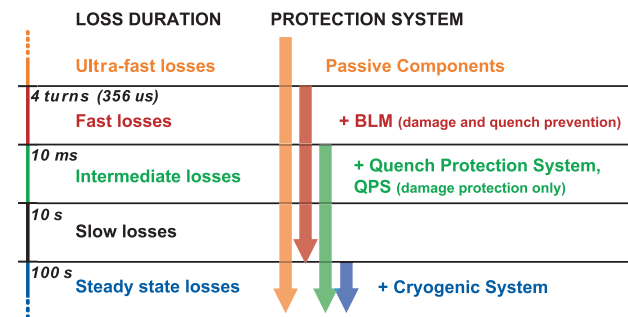 LOSS DURATION PROTECTION SYSTEM
Ultra-fast losses Passive Components
4 turns (356 us)
Fast losses + BLM (damage and quench prevention)
10 ms
Intermediate losses + Quench Protection System,
QPS (damage protection only)
10 s
Slow losses
100 s
Steady state losses + Cryogenic System